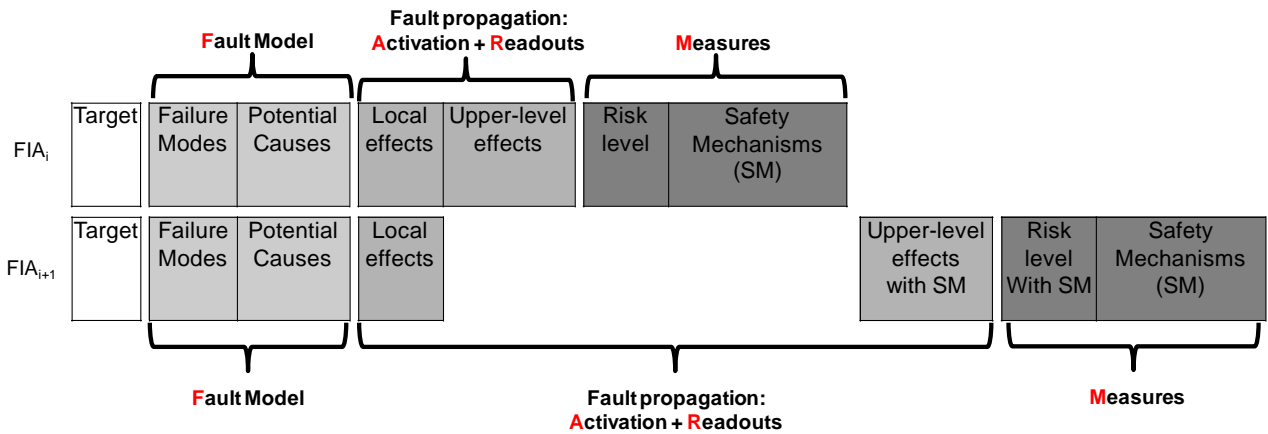 Fault propagation:
Fault Model
Activation + Readouts
Measures
Target
Failure
Modes
Potential
Causes
Local
effects
Upper-level
effects
Risk
level
Safety
Mechanisms
(SM)
FIAi
Target
Failure
Modes
Potential
Causes
Local
effects
Upper-level
effects
with SM
Risk
level
With SM
Safety
Mechanisms
(SM)
FIAi+1
Fault Model
Fault propagation:
Activation + Readouts
Measures